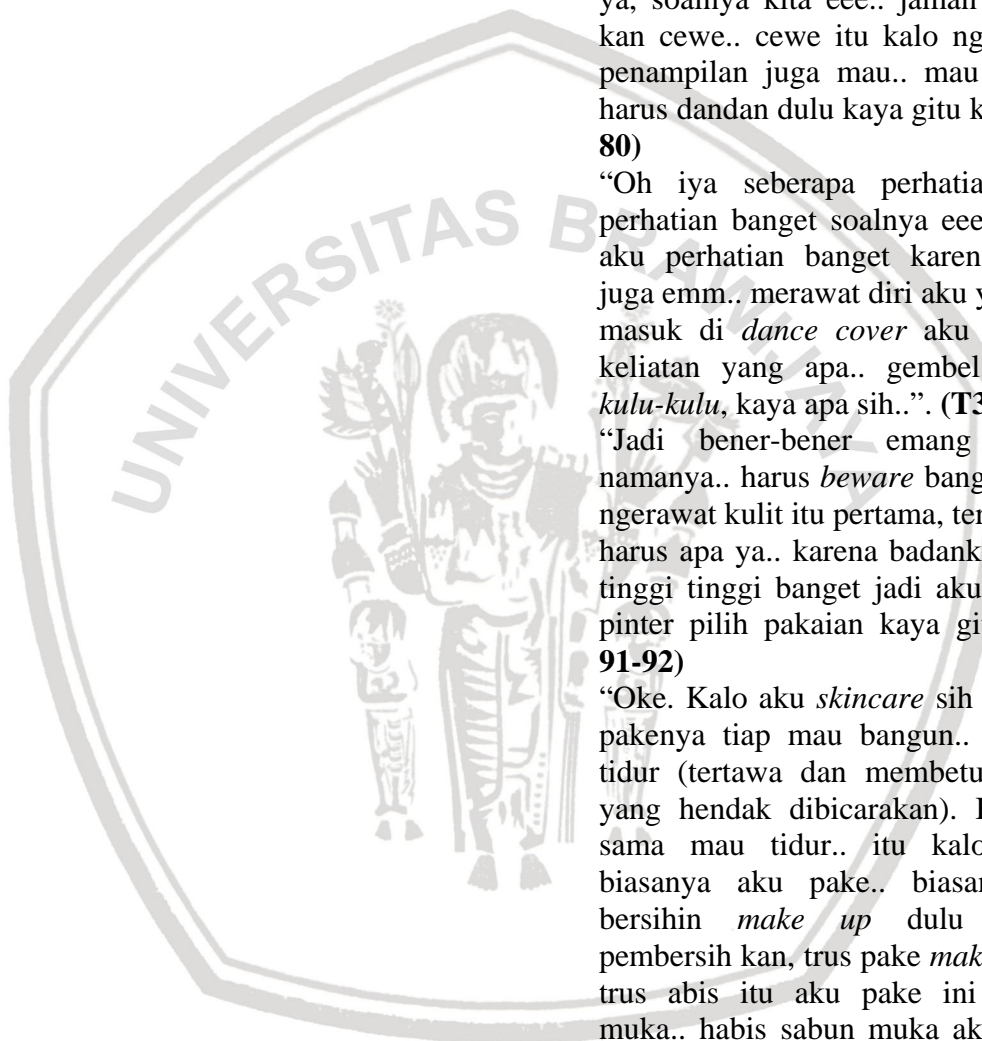 ya, soalnya kita eee.. jaman
kan cewe.. cewe itu kalo ng
penampilan juga mau.. mau
harus dandan dulu kaya gitu k
80)
“Oh iya seberapa perhatia
perhatian banget soalnya eee
aku perhatian banget karen
juga emm.. merawat diri aku y
masuk di dance cover aku
keliatan yang apa.. gembel
kulu-kulu, kaya apa sih..”. (T3
“Jadi bener-bener emang
namanya.. harus beware bang
ngerawat kulit itu pertama, ter
harus apa ya.. karena badank
tinggi tinggi banget jadi aku
pinter pilih pakaian kaya gi
91-92)
“Oke. Kalo aku skincare sih
pakenya tiap mau bangun..
tidur (tertawa dan membetu
yang hendak dibicarakan).
sama mau tidur.. itu kalo
biasanya aku pake.. biasa
bersihin make up dulu
pembersih kan, trus pake mak
trus abis itu aku pake ini
muka.. habis sabun muka ak
UNIVERSITAS BRAWIJAYA